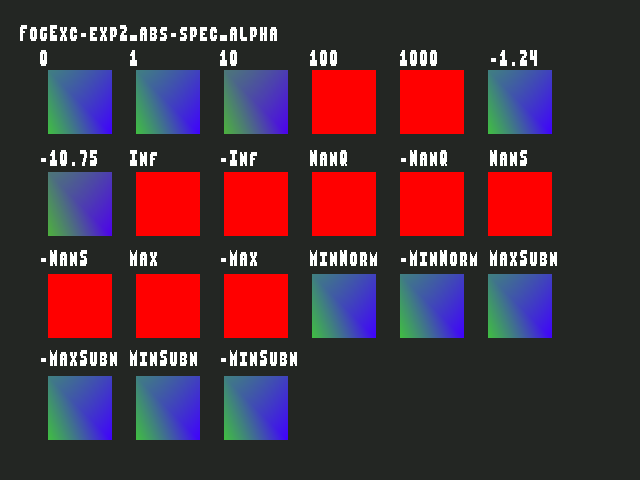 FogExc-exp2_abs-spec_alpha
0 1 10 100 1000 -1.24
-10.75 Inf -Inf NanQ -NanQ NanS
-NanS Max -Max MinNorm -MinNorm MaxSubN
-MaxSubN MinSubN -MinSubN